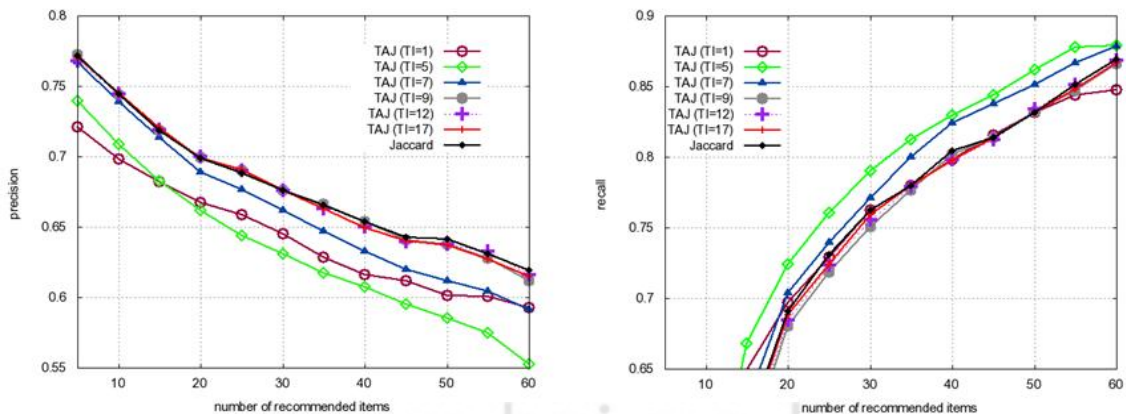 0.8
0.75
0.7
0.65
0.6
0.55
precision
10 20 30 40 50 60
number of recommended items
TAJ (TI=1)
TAJ (TI=5)
TAJ (TI=7)
TAJ (TI=9)
TAJ (TI=12)
TAJ (TI=17)
Jaccard
0.9
0.85
0.8
0.75
0.7
0.65
recall
10 20 30 40 50 60
number of recommended items
TAJ (TI=1)
TAJ (TI=5)
TAJ (TI=7)
TAJ (TI=9)
TAJ (TI=12)
TAJ (TI=17)
Jaccard